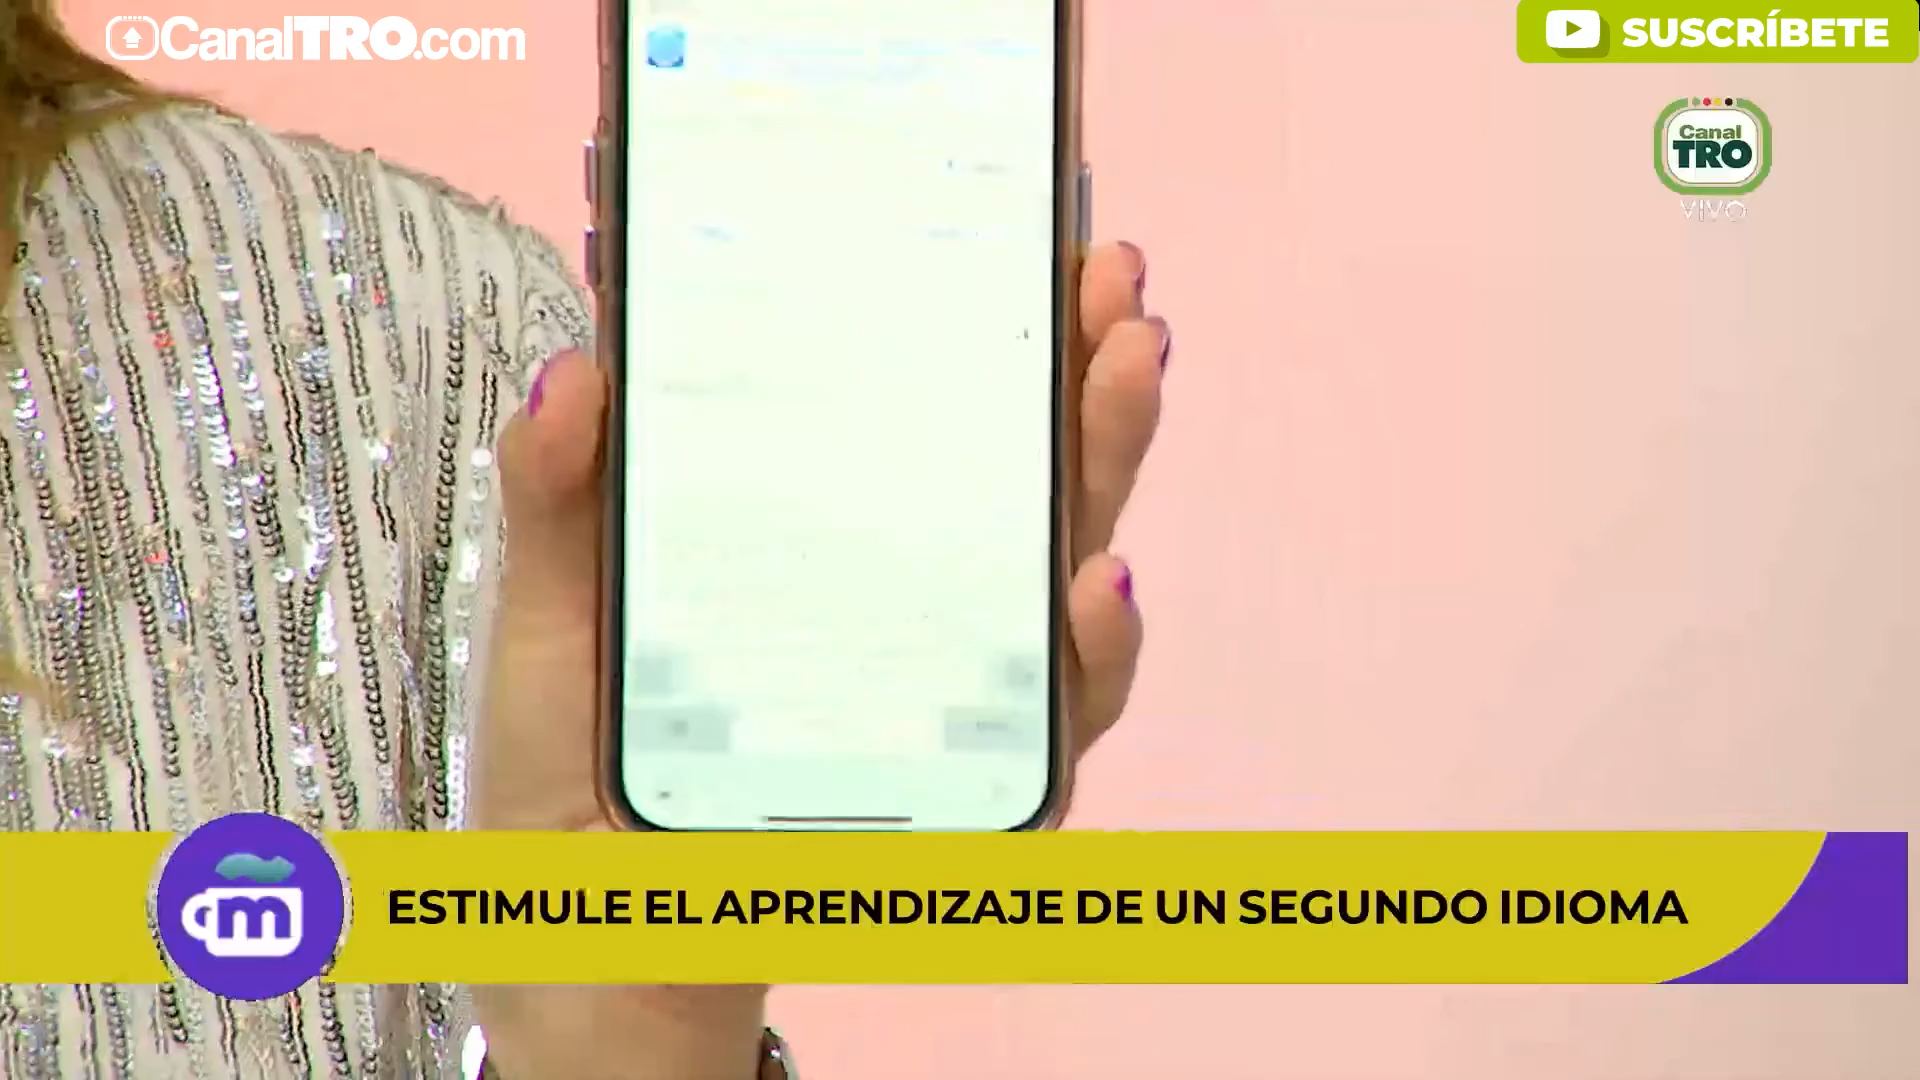 CanalTRO.com
SUSCRÍBETE
Canal
TRO
VIVO
m
ESTIMULE EL APRENDIZAJE DE UN SEGUNDO IDIOMA